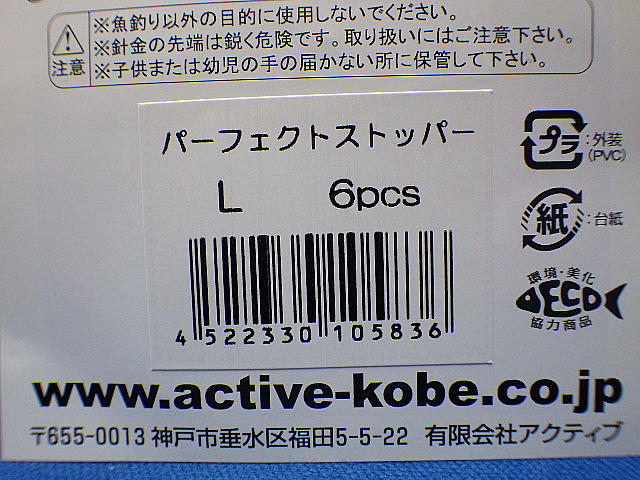 ※魚釣り以外の目的に使用しないでください。
※針金の先端は鋭く危険です。取り扱いにはご注意下さい。
注意 ※子供または幼児の手の届かない所に保管して下さい。
パーフェクトストッパー
L 6pcs
4 522330 105836
プラ :外装(PVC)
紙 :台紙
環境・美化
ECO
協力商品
www.active-kobe.co.jp
〒655-0013 神戸市垂水区福田5-5-22 有限会社アクティブ